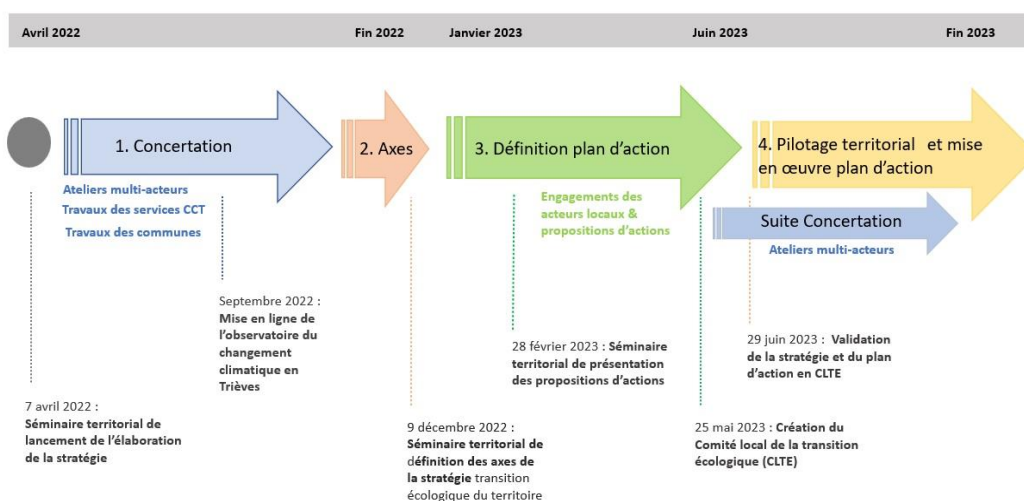 Avril 2022
Fin 2022
Janvier 2023
Juin 2023
Fin 2023
1. Concertation
2. Axes
3. Définition plan d’action
4. Pilotage territorial et mise
en œuvre plan d’action
Ateliers multi-acteurs
Travaux des services CCT
Travaux des communes
Engagements des
acteurs locaux &
propositions d’actions
Suite Concertation
Ateliers multi-acteurs
Septembre 2022 :
Mise en ligne de
l’observatoire du
changement
climatique en
Trièves
28 février 2023 : Séminaire
territorial de présentation
des propositions d’actions
29 juin 2023 : Validation
de la stratégie et du plan
d’action en CLTE
7 avril 2022 :
Séminaire territorial de
lancement de l’élaboration
de la stratégie
9 décembre 2022 :
Séminaire territorial de
définition des axes de
la stratégie transition
écologique du territoire
25 mai 2023 : Création du
Comité local de la transition
écologique (CLTE)